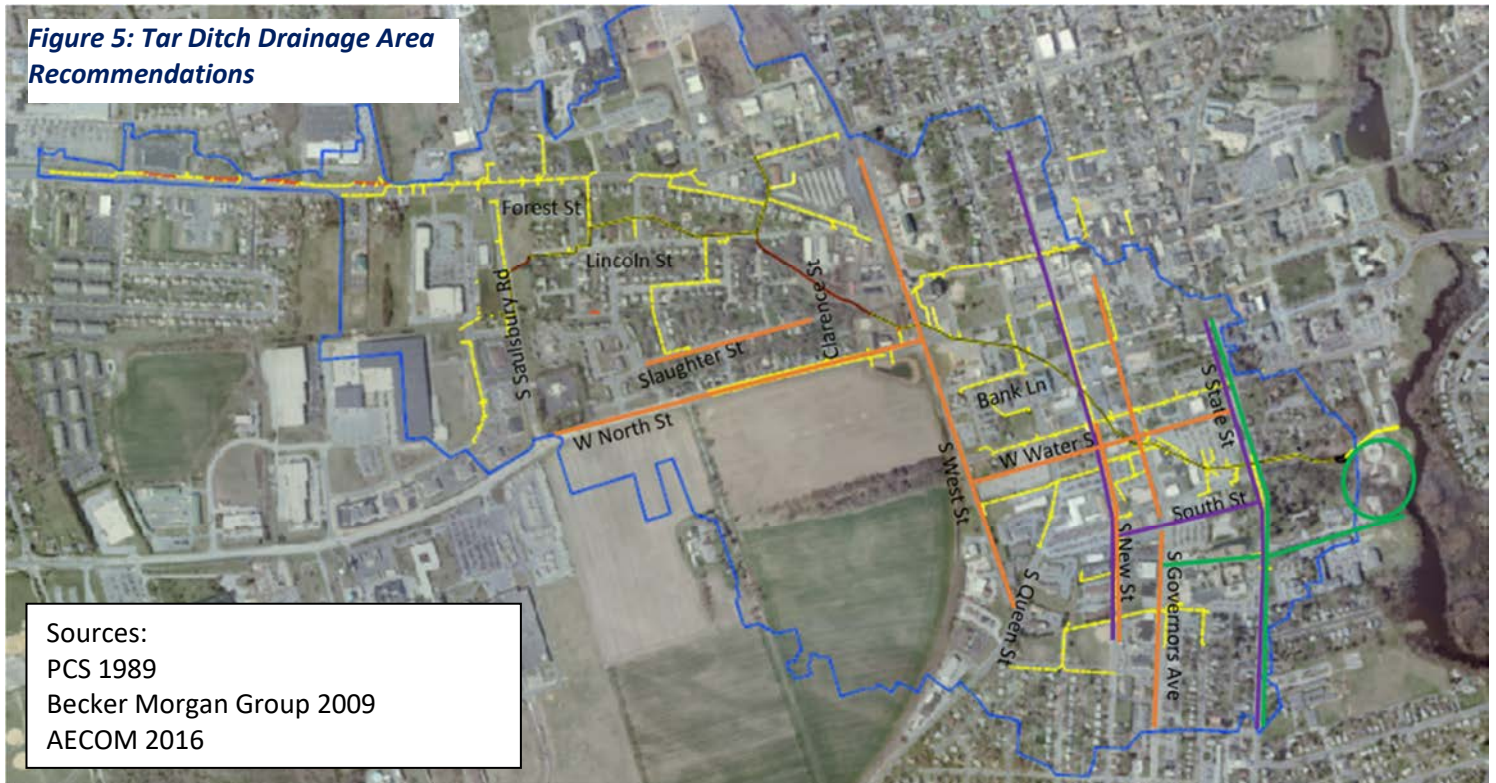 Figure 5: Tar Ditch Drainage Area
Recommendations
Forest St
Lincoln St
S Saulsbury Rd
Clarence St
Slaughter St
W North St
Bank Ln
S State St
W Water S
S West St
South St
S New St
S Governors Ave
S Queen St
Sources:
PCS 1989
Becker Morgan Group 2009
AECOM 2016